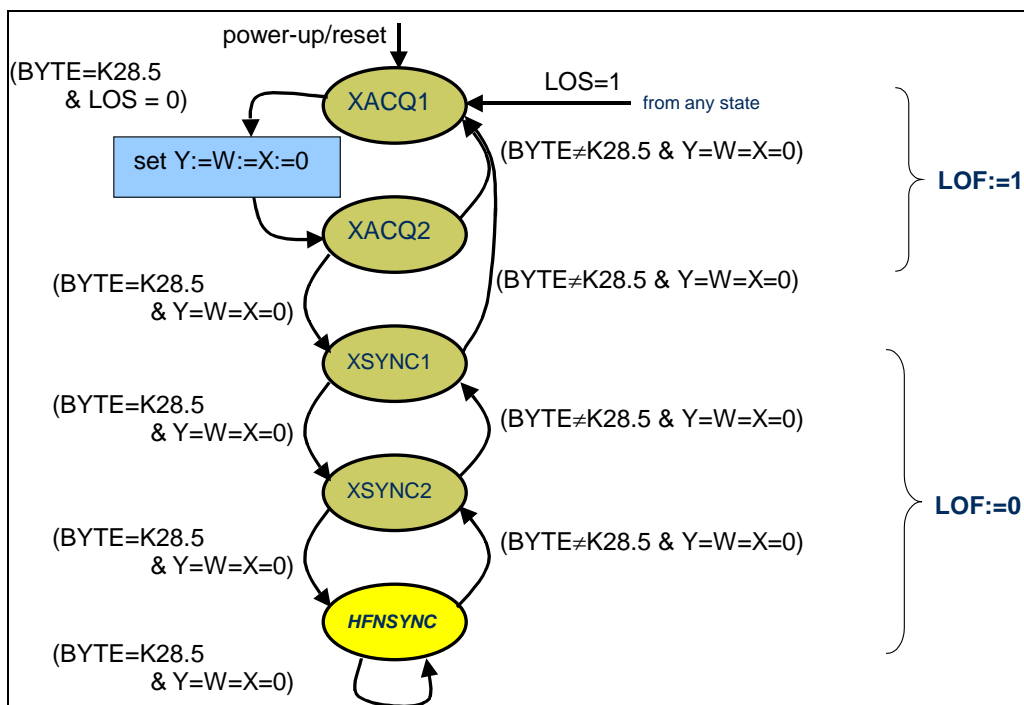 power-up/reset
(BYTE=K28.5
& LOS = 0)
XACQ1
LOS=1
from any state
set Y:=W:=X:=0
(BYTE≠K28.5 & Y=W=X=0)
LOF:=1
XACQ2
(BYTE=K28.5
& Y=W=X=0)
(BYTE≠K28.5 & Y=W=X=0)
XSYNC1
(BYTE=K28.5
& Y=W=X=0)
(BYTE≠K28.5 & Y=W=X=0)
XSYNC2
LOF:=0
(BYTE=K28.5
& Y=W=X=0)
(BYTE≠K28.5 & Y=W=X=0)
HFNSYNC
(BYTE=K28.5
& Y=W=X=0)